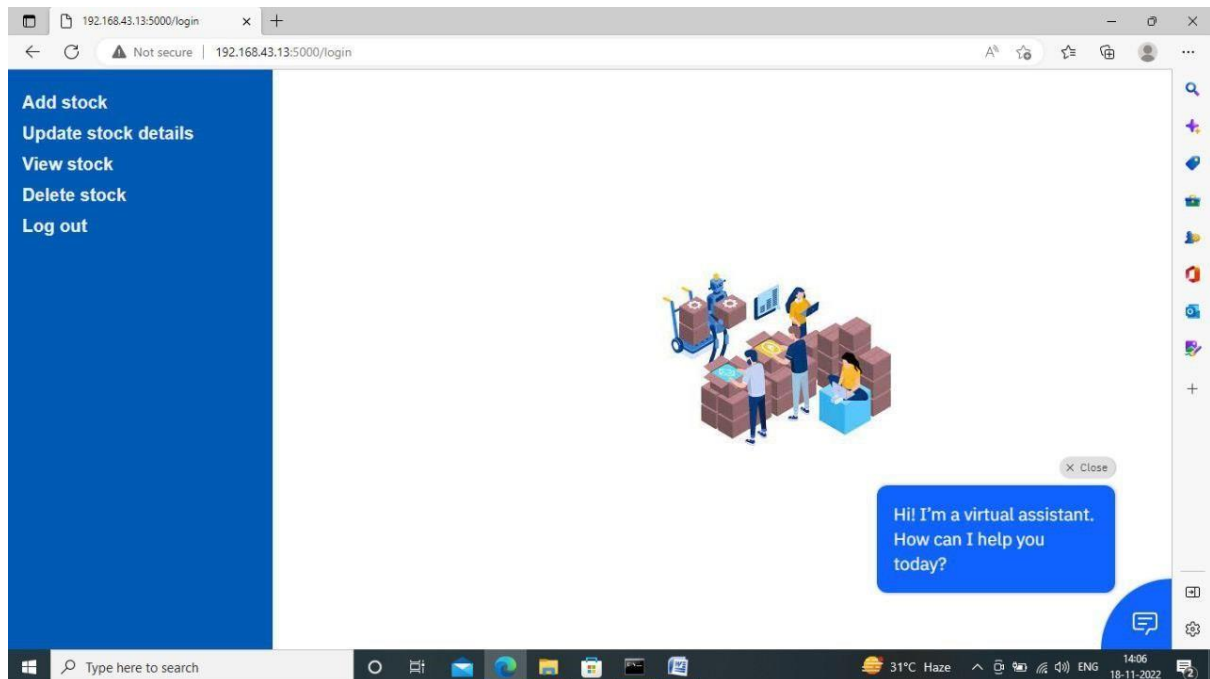 192.168.43.13:5000/login
Not secure | 192.168.43.13:5000/login
Add stock
Update stock details
View stock
Delete stock
Log out
× Close
Hi! I'm a virtual assistant.
How can I help you
today?
Type here to search
31°C Haze
ENG
14:06
18-11-2022
2